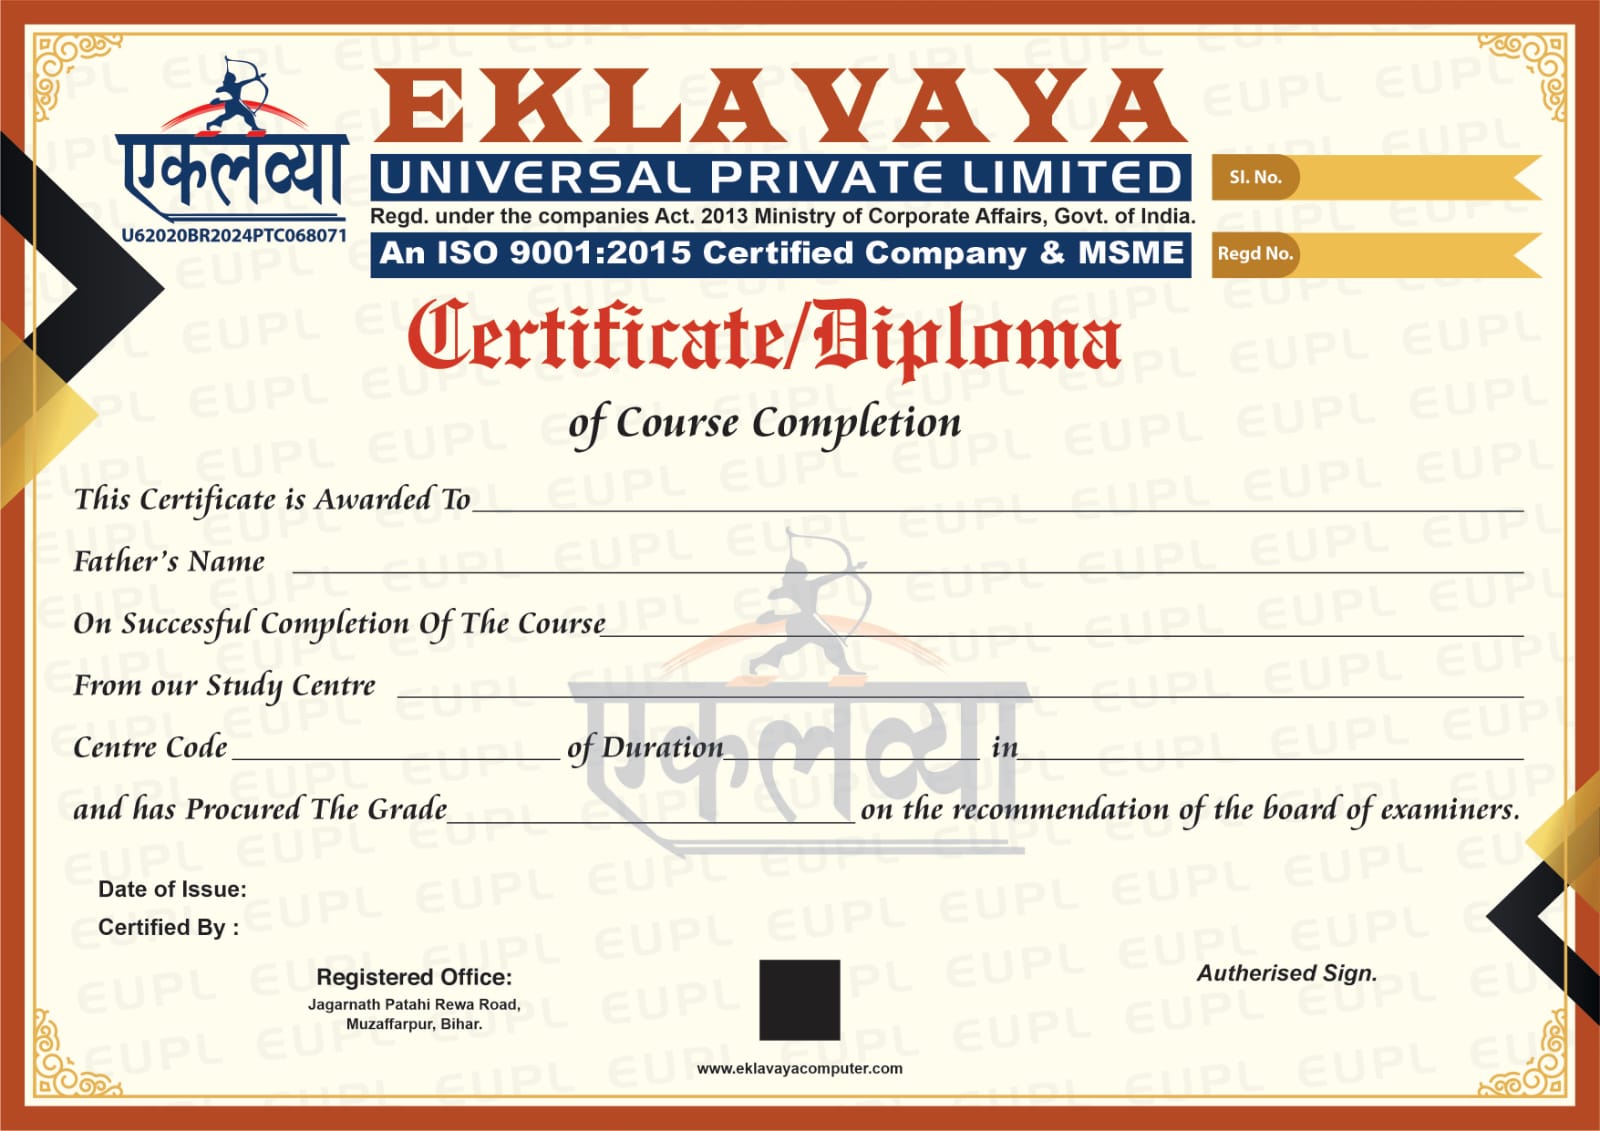 एकलव्या
U62020BR2024PTC068071
EKLAVAYA
UNIVERSAL PRIVATE LIMITED
Regd. under the companies Act. 2013 Ministry of Corporate Affairs, Govt. of India.
An ISO 9001:2015 Certified Company & MSME
Sl. No.
Regd No.
Certificate/Diploma
of Course Completion
This Certificate is Awarded To
Father's Name
On Successful Completion Of The Course
From our Study Centre
Centre Code of Duration in
and has Procured The Grade on the recommendation of the board of examiners.
एकलव्या
Date of Issue:
Certified By :
Registered Office:
Jagarnath Patahi Rewa Road,
Muzaffarpur, Bihar.
Autherised Sign.
www.eklavayacomputer.com
EUPL